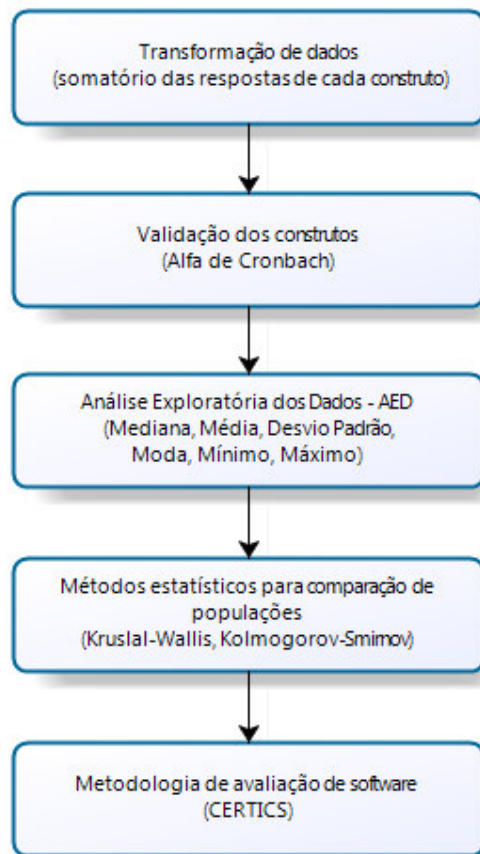 Transformação de dados
(somatório das respostas de cada construto)
Validação dos construtos
(Alfa de Cronbach)
Análise Exploratória dos Dados - AED
(Mediana, Média, Desvio Padrão,
Moda, Mínimo, Máximo)
Métodos estatísticos para comparação de
populações
(Kruslal-Wallis, Kolmogorov-Smirnov)
Metodologia de avaliação de software
(CERTICS)